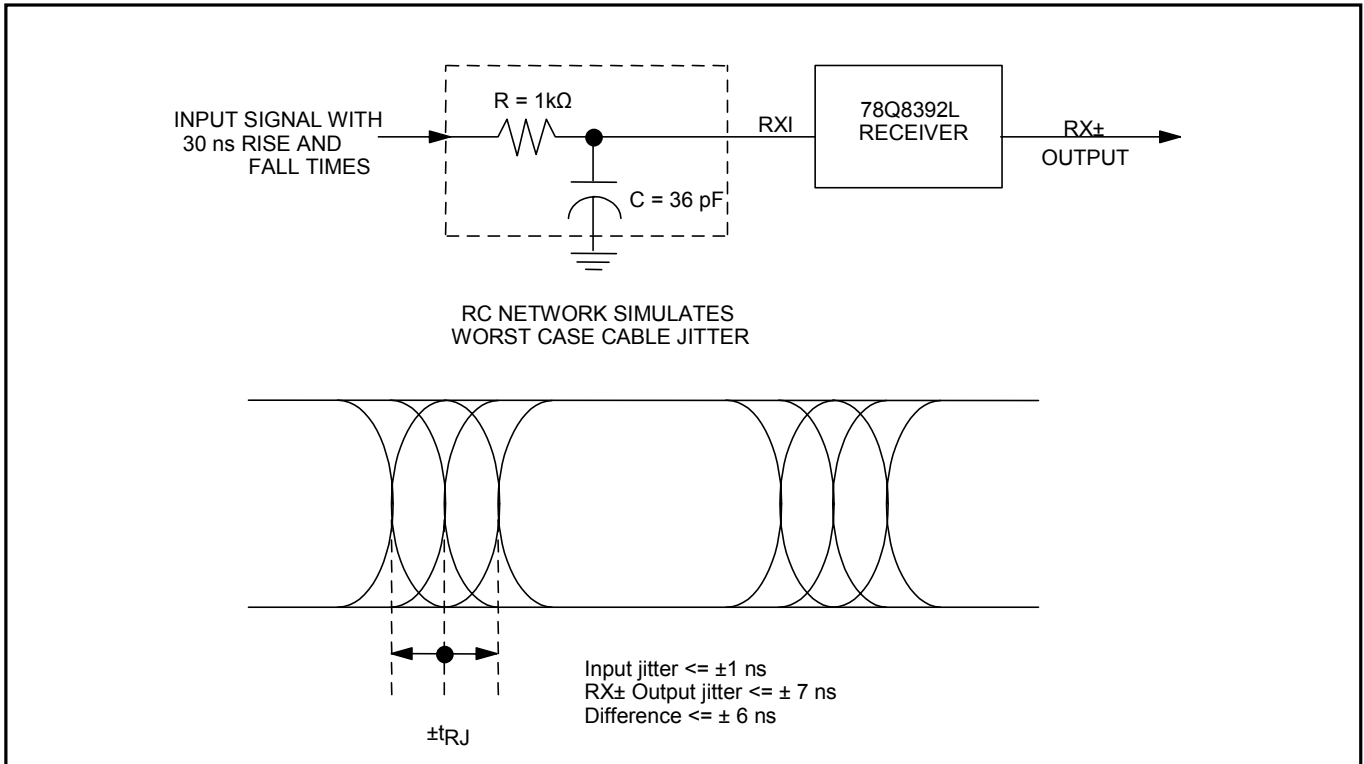 R = 1kΩ
INPUT SIGNAL WITH
30 ns RISE AND
FALL TIMES
RXI
78Q8392L
RECEIVER
RX±
OUTPUT
C = 36 pF
RC NETWORK SIMULATES
WORST CASE CABLE JITTER
Input jitter <= ±1 ns
RX± Output jitter <= ± 7 ns
Difference <= ± 6 ns
±tRJ